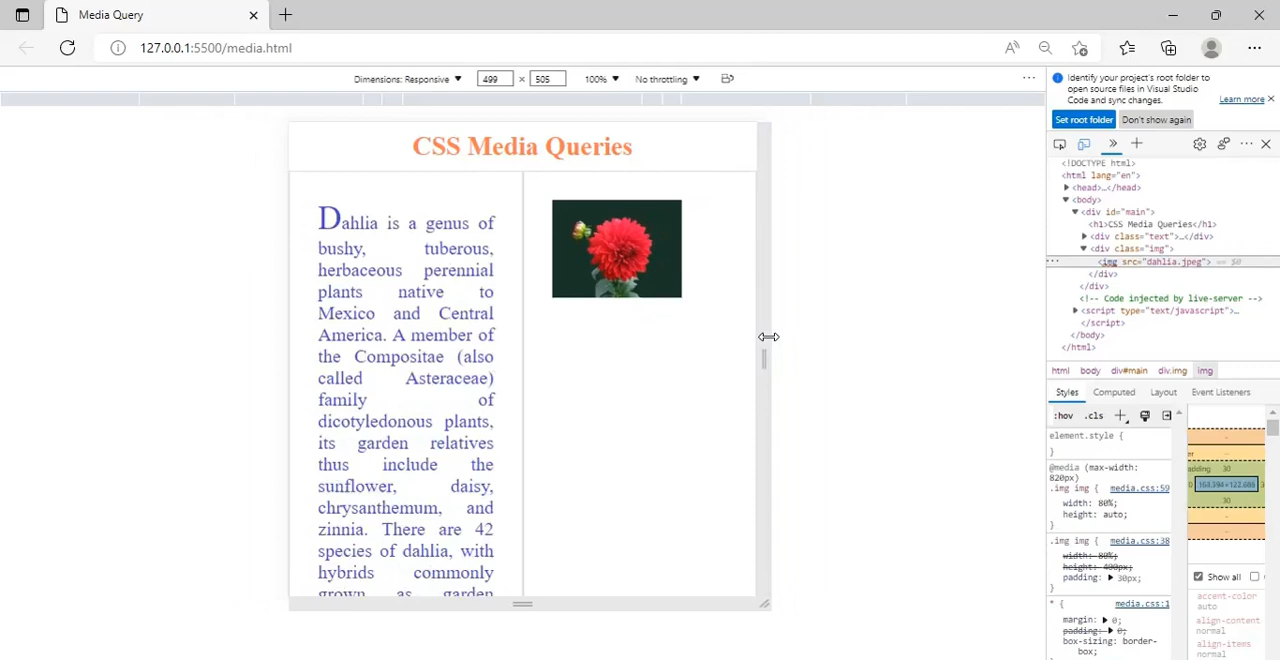 Media Query
127.0.0.1:5500/media.html
Dimensions: Responsive 499 × 505 100% No throttling
CSS Media Queries
Dahlia is a genus of
bushy, tuberous,
herbaceous perennial
plants native to
Mexico and Central
America. A member of
the Compositae (also
called Asteraceae)
family of
dicotyledonous plants,
its garden relatives
thus include the
sunflower, daisy,
chrysanthemum, and
zinnia. There are 42
species of dahlia, with
hybrids commonly
grown as garden
Identify your project's root folder to
open source files in Visual Studio
Code and sync changes.
Learn more
Set root folder Don't show again
<!DOCTYPE html>
<html lang="en">
<head>…</head>
<body>
<div id="main">
<h1>CSS Media Queries</h1>
<div class="text">…</div>
<div class="img">
<img src="dahlia.jpeg"> == $0
</div>
</div>
<!-- Code injected by live-server -->
<script type="text/javascript">…
</script>
</body>
</html>
html body div#main div.img img
Styles Computed Layout Event Listeners
:hov .cls
element.style {
}
@media (max-width:
820px)
.img img { media.css:59
width: 80%;
height: auto;
}
.img img { media.css:38
width: 80%;
height: 400px;
padding: 30px;
}
* { media.css:1
margin: 0;
padding: 0;
box-sizing: border-
box;
er
adding 30
30
Show all
accent-color
auto
align-content
normal
align-items
normal